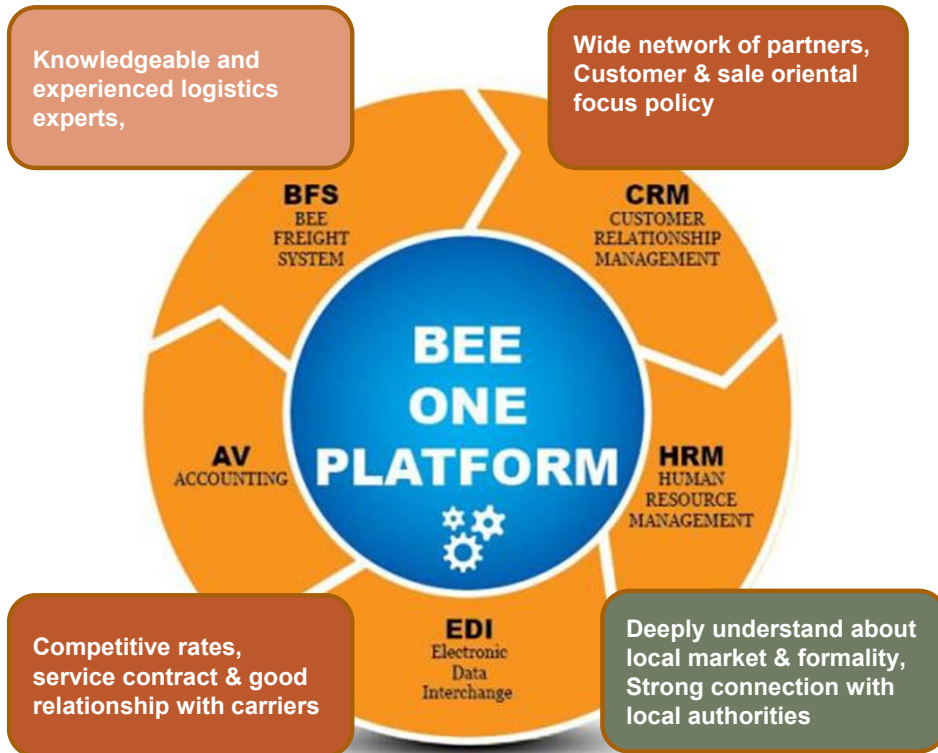 Knowledgeable and
experienced logistics
experts,
Wide network of partners,
Customer & sale oriental
focus policy
BFS
BEE
FREIGHT
SYSTEM
CRM
CUSTOMER
RELATIONSHIP
MANAGEMENT
BEE
ONE
PLATFORM
AV
ACCOUNTING
HRM
HUMAN
RESOURCE
MANAGEMENT
EDI
Electronic
Data
Interchange
Competitive rates,
service contract & good
relationship with carriers
Deeply understand about
local market & formality,
Strong connection with
local authorities